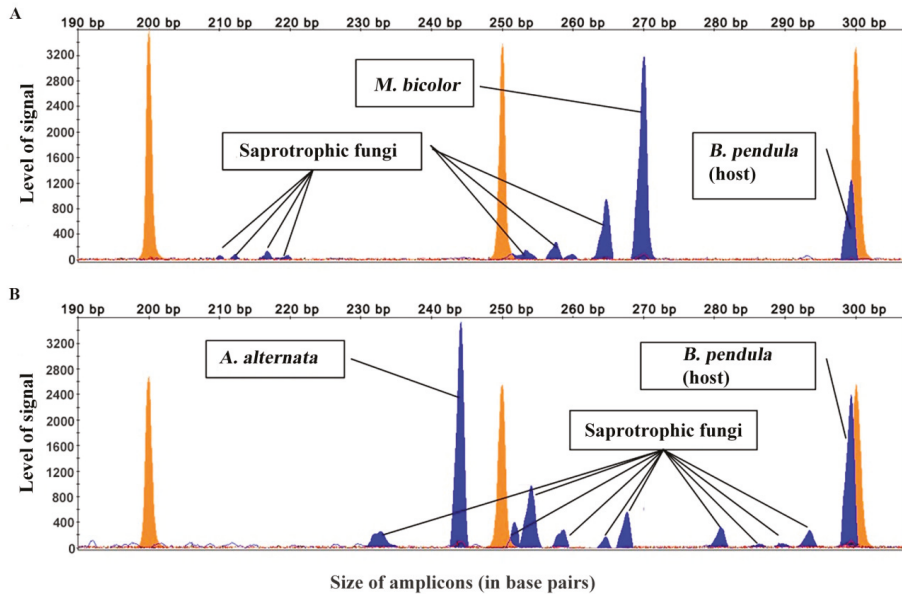 A
190 bp 200 bp 210 bp 220 bp 230 bp 240 bp 250 bp 260 bp 270 bp 280 bp 290 bp 300 bp
Level of signal
3200
2800
2400
2000
1600
1200
800
400
0
M. bicolor
Saprotrophic fungi
B. pendula
(host)
B
190 bp 200 bp 210 bp 220 bp 230 bp 240 bp 250 bp 260 bp 270 bp 280 bp 290 bp 300 bp
Level of signal
3200
2800
2400
2000
1600
1200
800
400
0
A. alternata
B. pendula
(host)
Saprotrophic fungi
Size of amplicons (in base pairs)